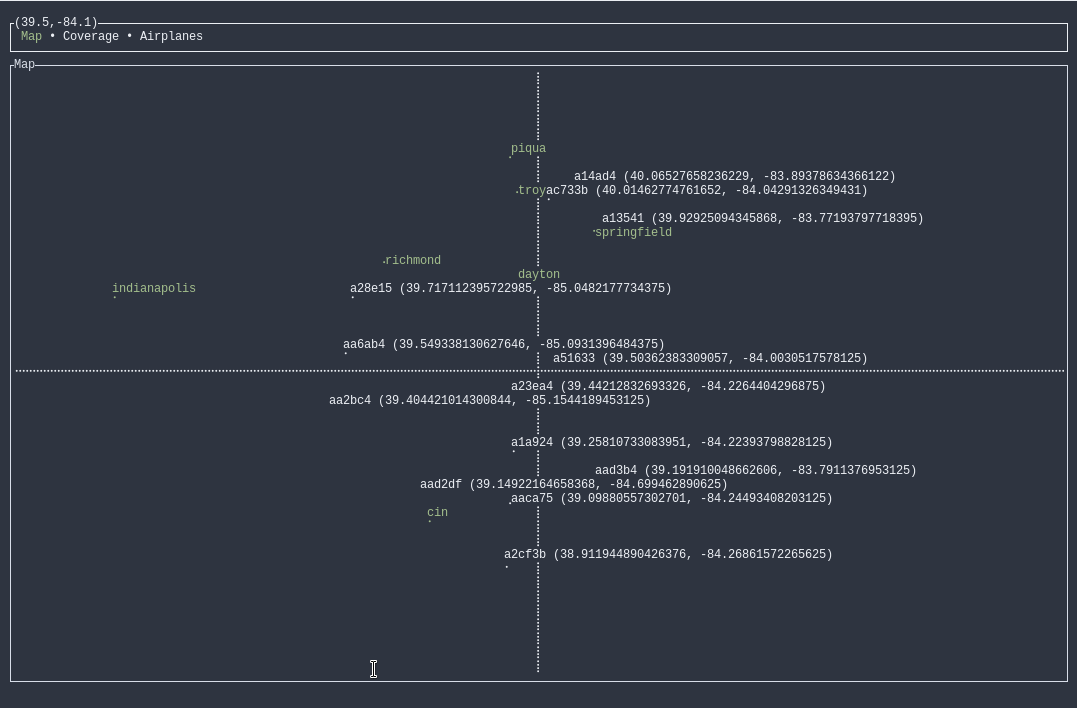 (39.5,-84.1)
Map • Coverage • Airplanes
Map
piqua
a14ad4 (40.06527658236229, -83.89378634366122)
troyac733b (40.01462774761652, -84.04291326349431)
a13541 (39.92925094345868, -83.77193797718395)
springfield
richmond
dayton
indianapolis a28e15 (39.717112395722985, -85.0482177734375)
aa6ab4 (39.549338130627646, -85.0931396484375)
a51633 (39.50362383309057, -84.0030517578125)
a23ea4 (39.44212832693326, -84.2264404296875)
aa2bc4 (39.404421014300844, -85.1544189453125)
a1a924 (39.25810733083951, -84.22393798828125)
aad3b4 (39.191910048662606, -83.7911376953125)
aad2df (39.14922164658368, -84.699462890625)
aaca75 (39.09880557302701, -84.24493408203125)
cin
a2cf3b (38.911944890426376, -84.26861572265625)